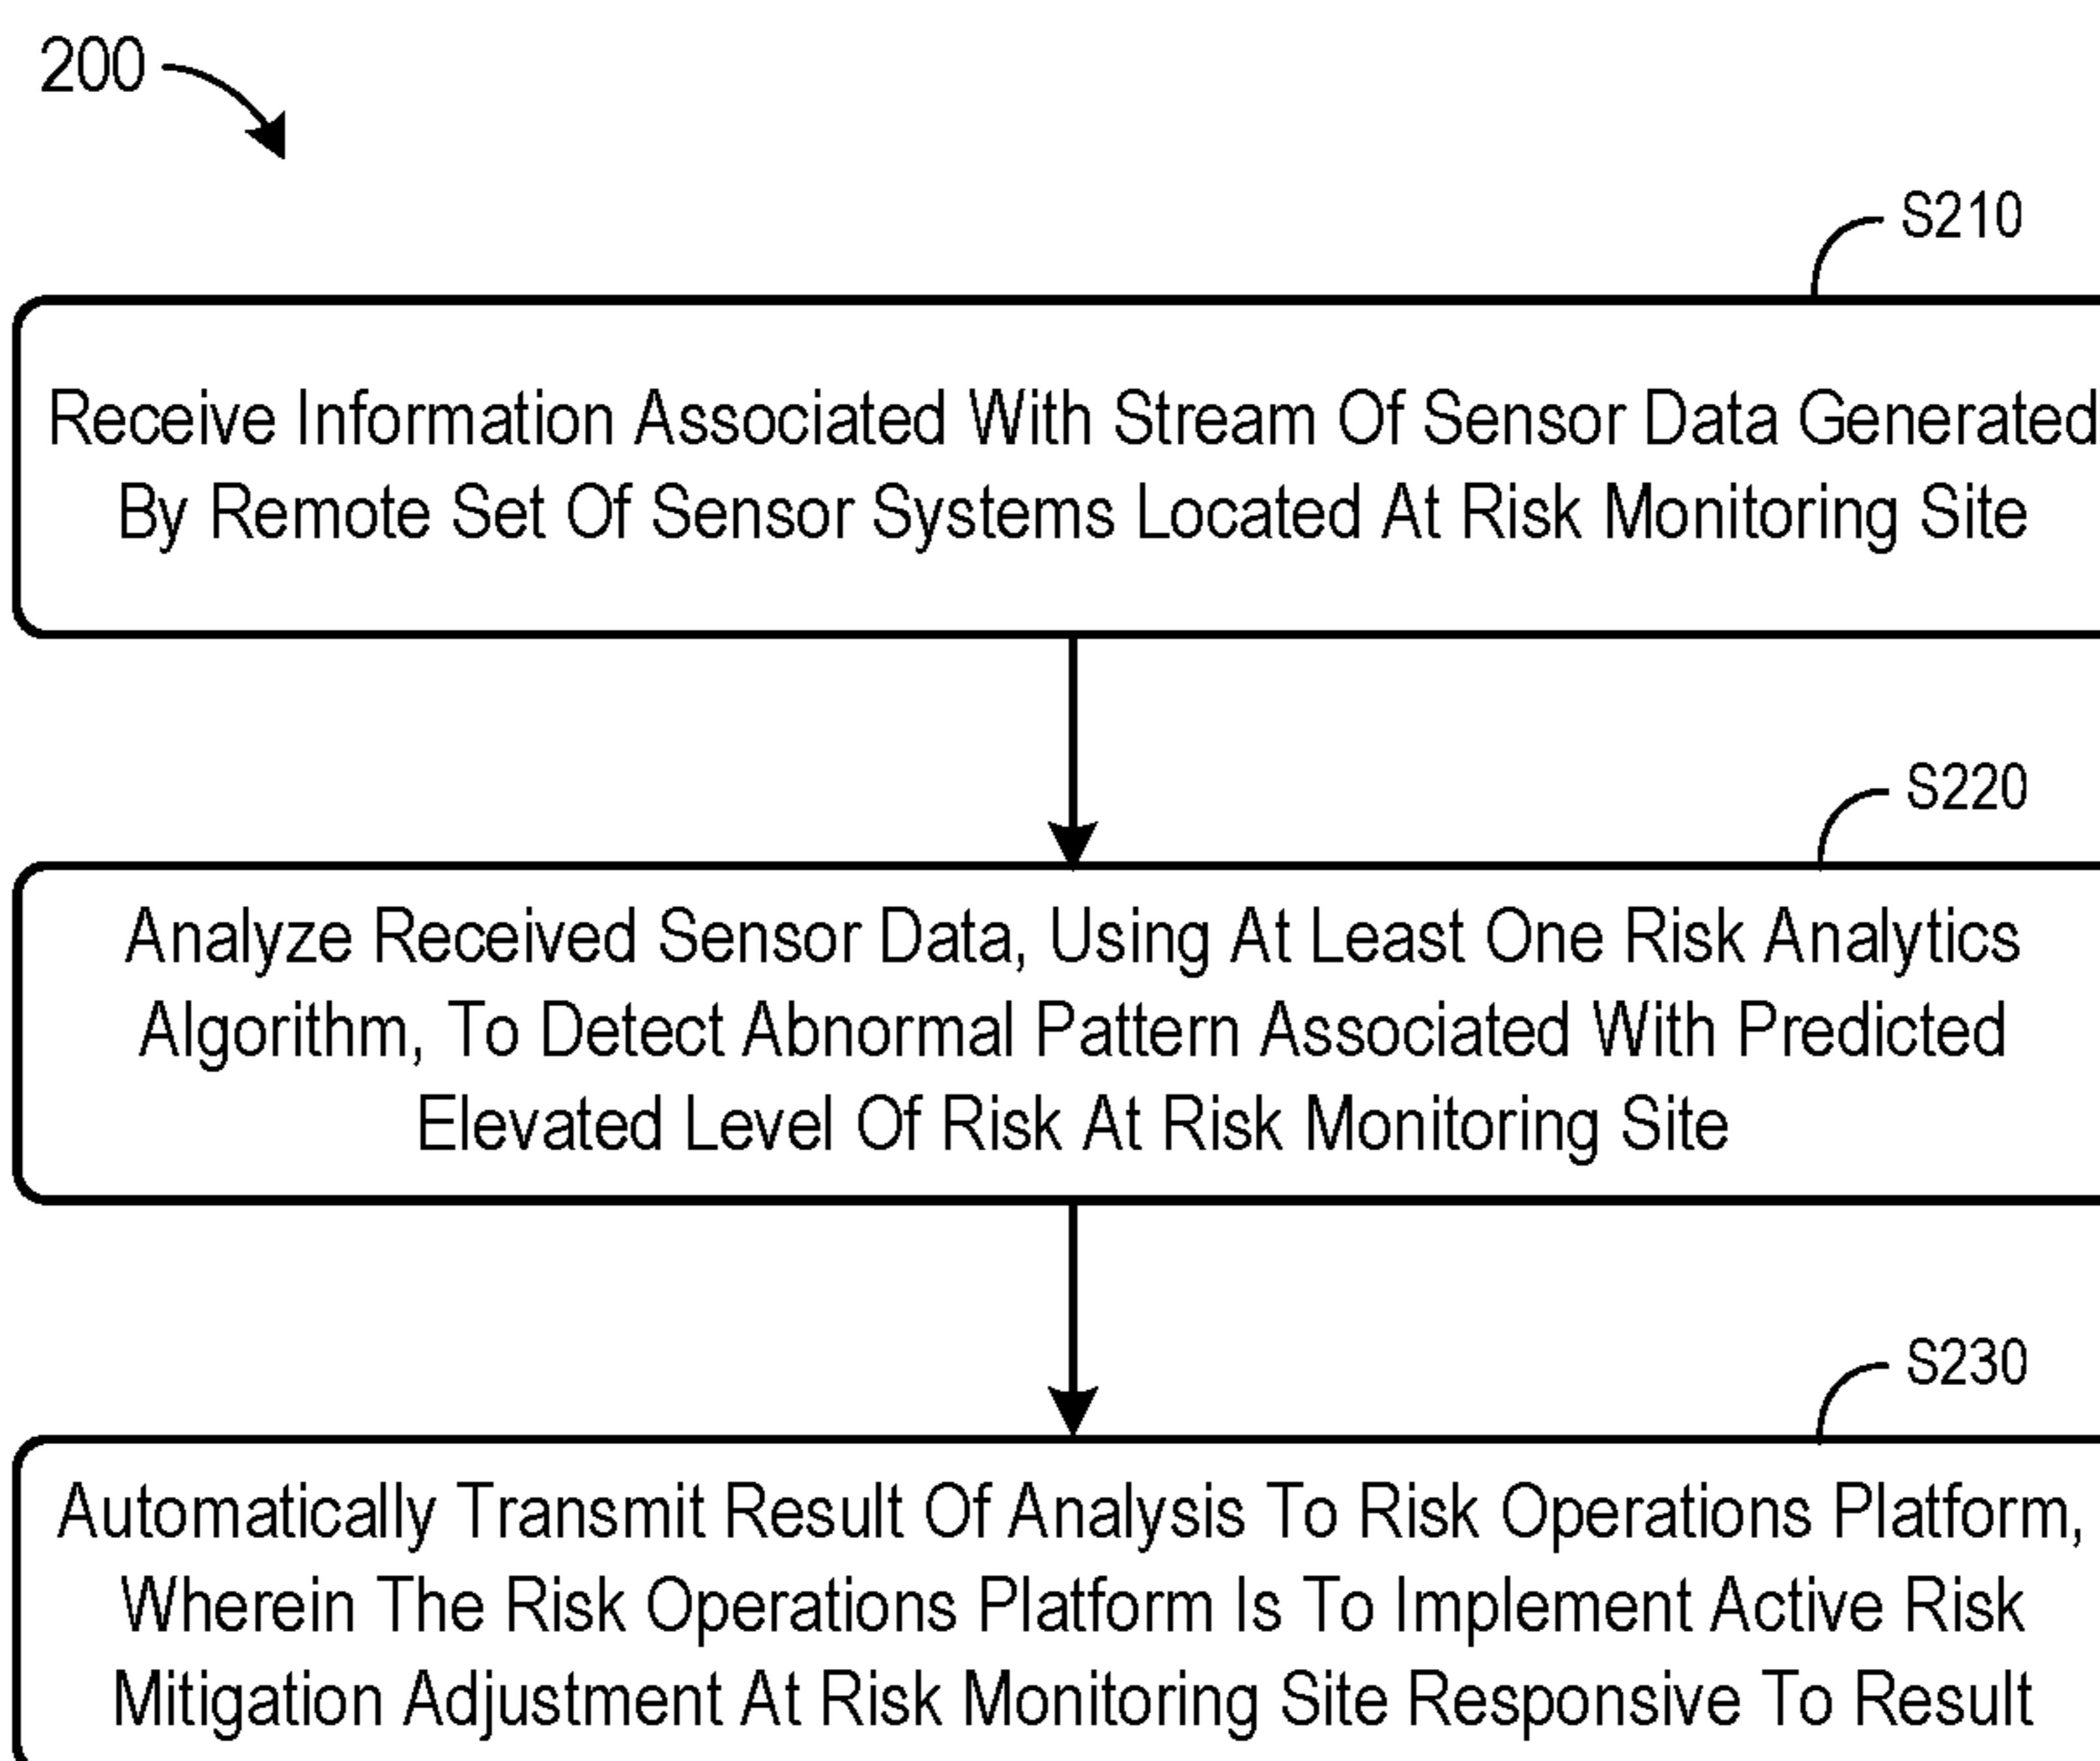 200
S210
Receive Information Associated With Stream Of Sensor Data Generated
By Remote Set Of Sensor Systems Located At Risk Monitoring Site
S220
Analyze Received Sensor Data, Using At Least One Risk Analytics
Algorithm, To Detect Abnormal Pattern Associated With Predicted
Elevated Level Of Risk At Risk Monitoring Site
S230
Automatically Transmit Result Of Analysis To Risk Operations Platform,
Wherein The Risk Operations Platform Is To Implement Active Risk
Mitigation Adjustment At Risk Monitoring Site Responsive To Result